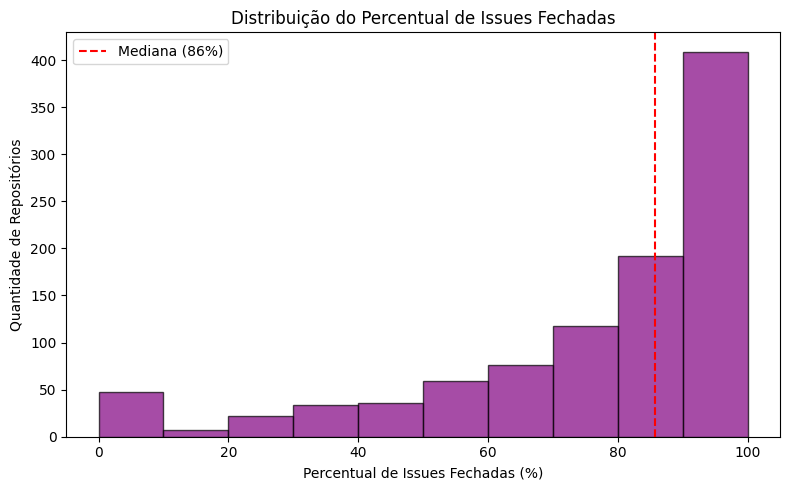 Distribuição do Percentual de Issues Fechadas
Mediana (86%)
Quantidade de Repositórios
400
350
300
250
200
150
100
50
0
0 20 40 60 80 100
Percentual de Issues Fechadas (%)